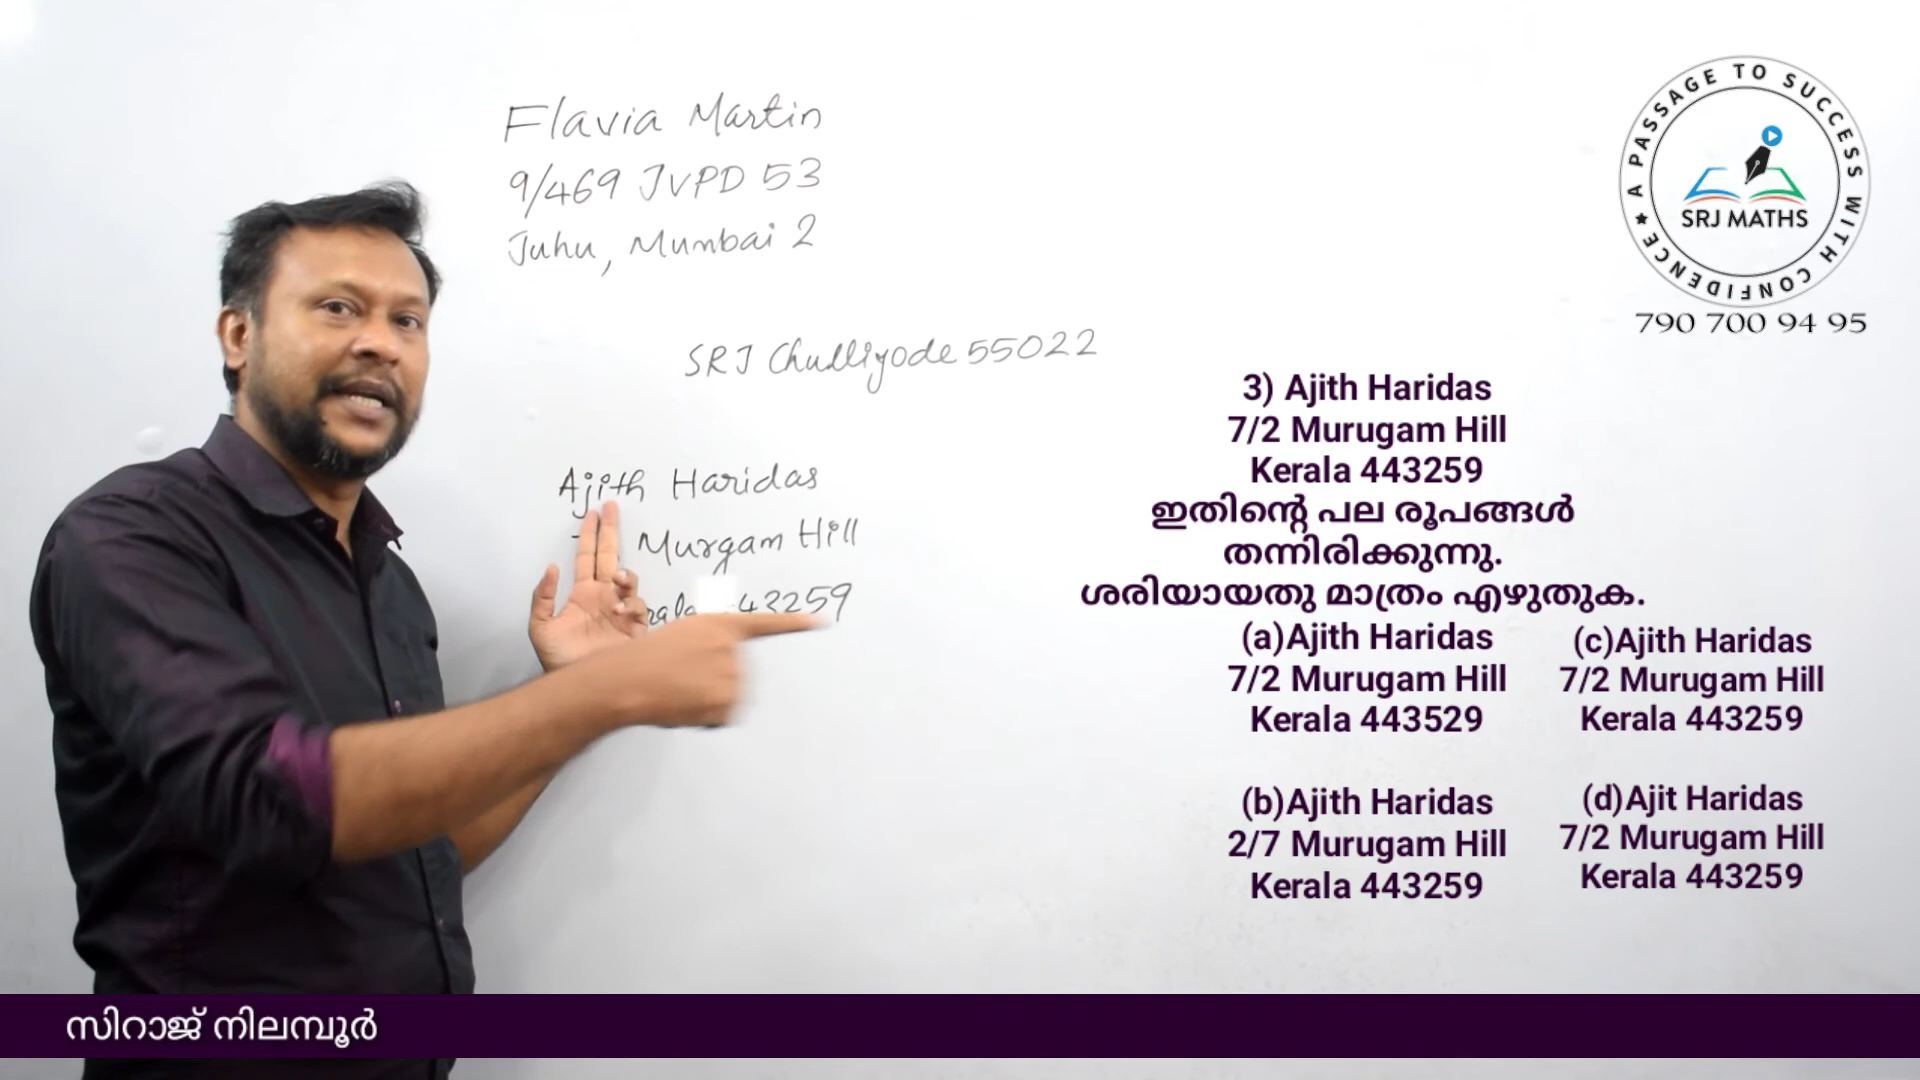 Flavia Martin
9/469 JVPD 53
Juhu, Mumbai 2
SRJ Chulliyode 55022
Ajith Haridas
Murgam Hill
43259
A PASSAGE TO SUCCESS WITH CONFIDENCE
SRJ MATHS
790 700 94 95
3) Ajith Haridas
7/2 Murugam Hill
Kerala 443259
ഇതിന്റെ പല രൂപങ്ങൾ
തന്നിരിക്കുന്നു.
ശരിയായതു മാത്രം എഴുതുക.
(a)Ajith Haridas
7/2 Murugam Hill
Kerala 443529
(b)Ajith Haridas
2/7 Murugam Hill
Kerala 443259
(c)Ajith Haridas
7/2 Murugam Hill
Kerala 443259
(d)Ajit Haridas
7/2 Murugam Hill
Kerala 443259
സിറാജ് നിലമ്പൂർ